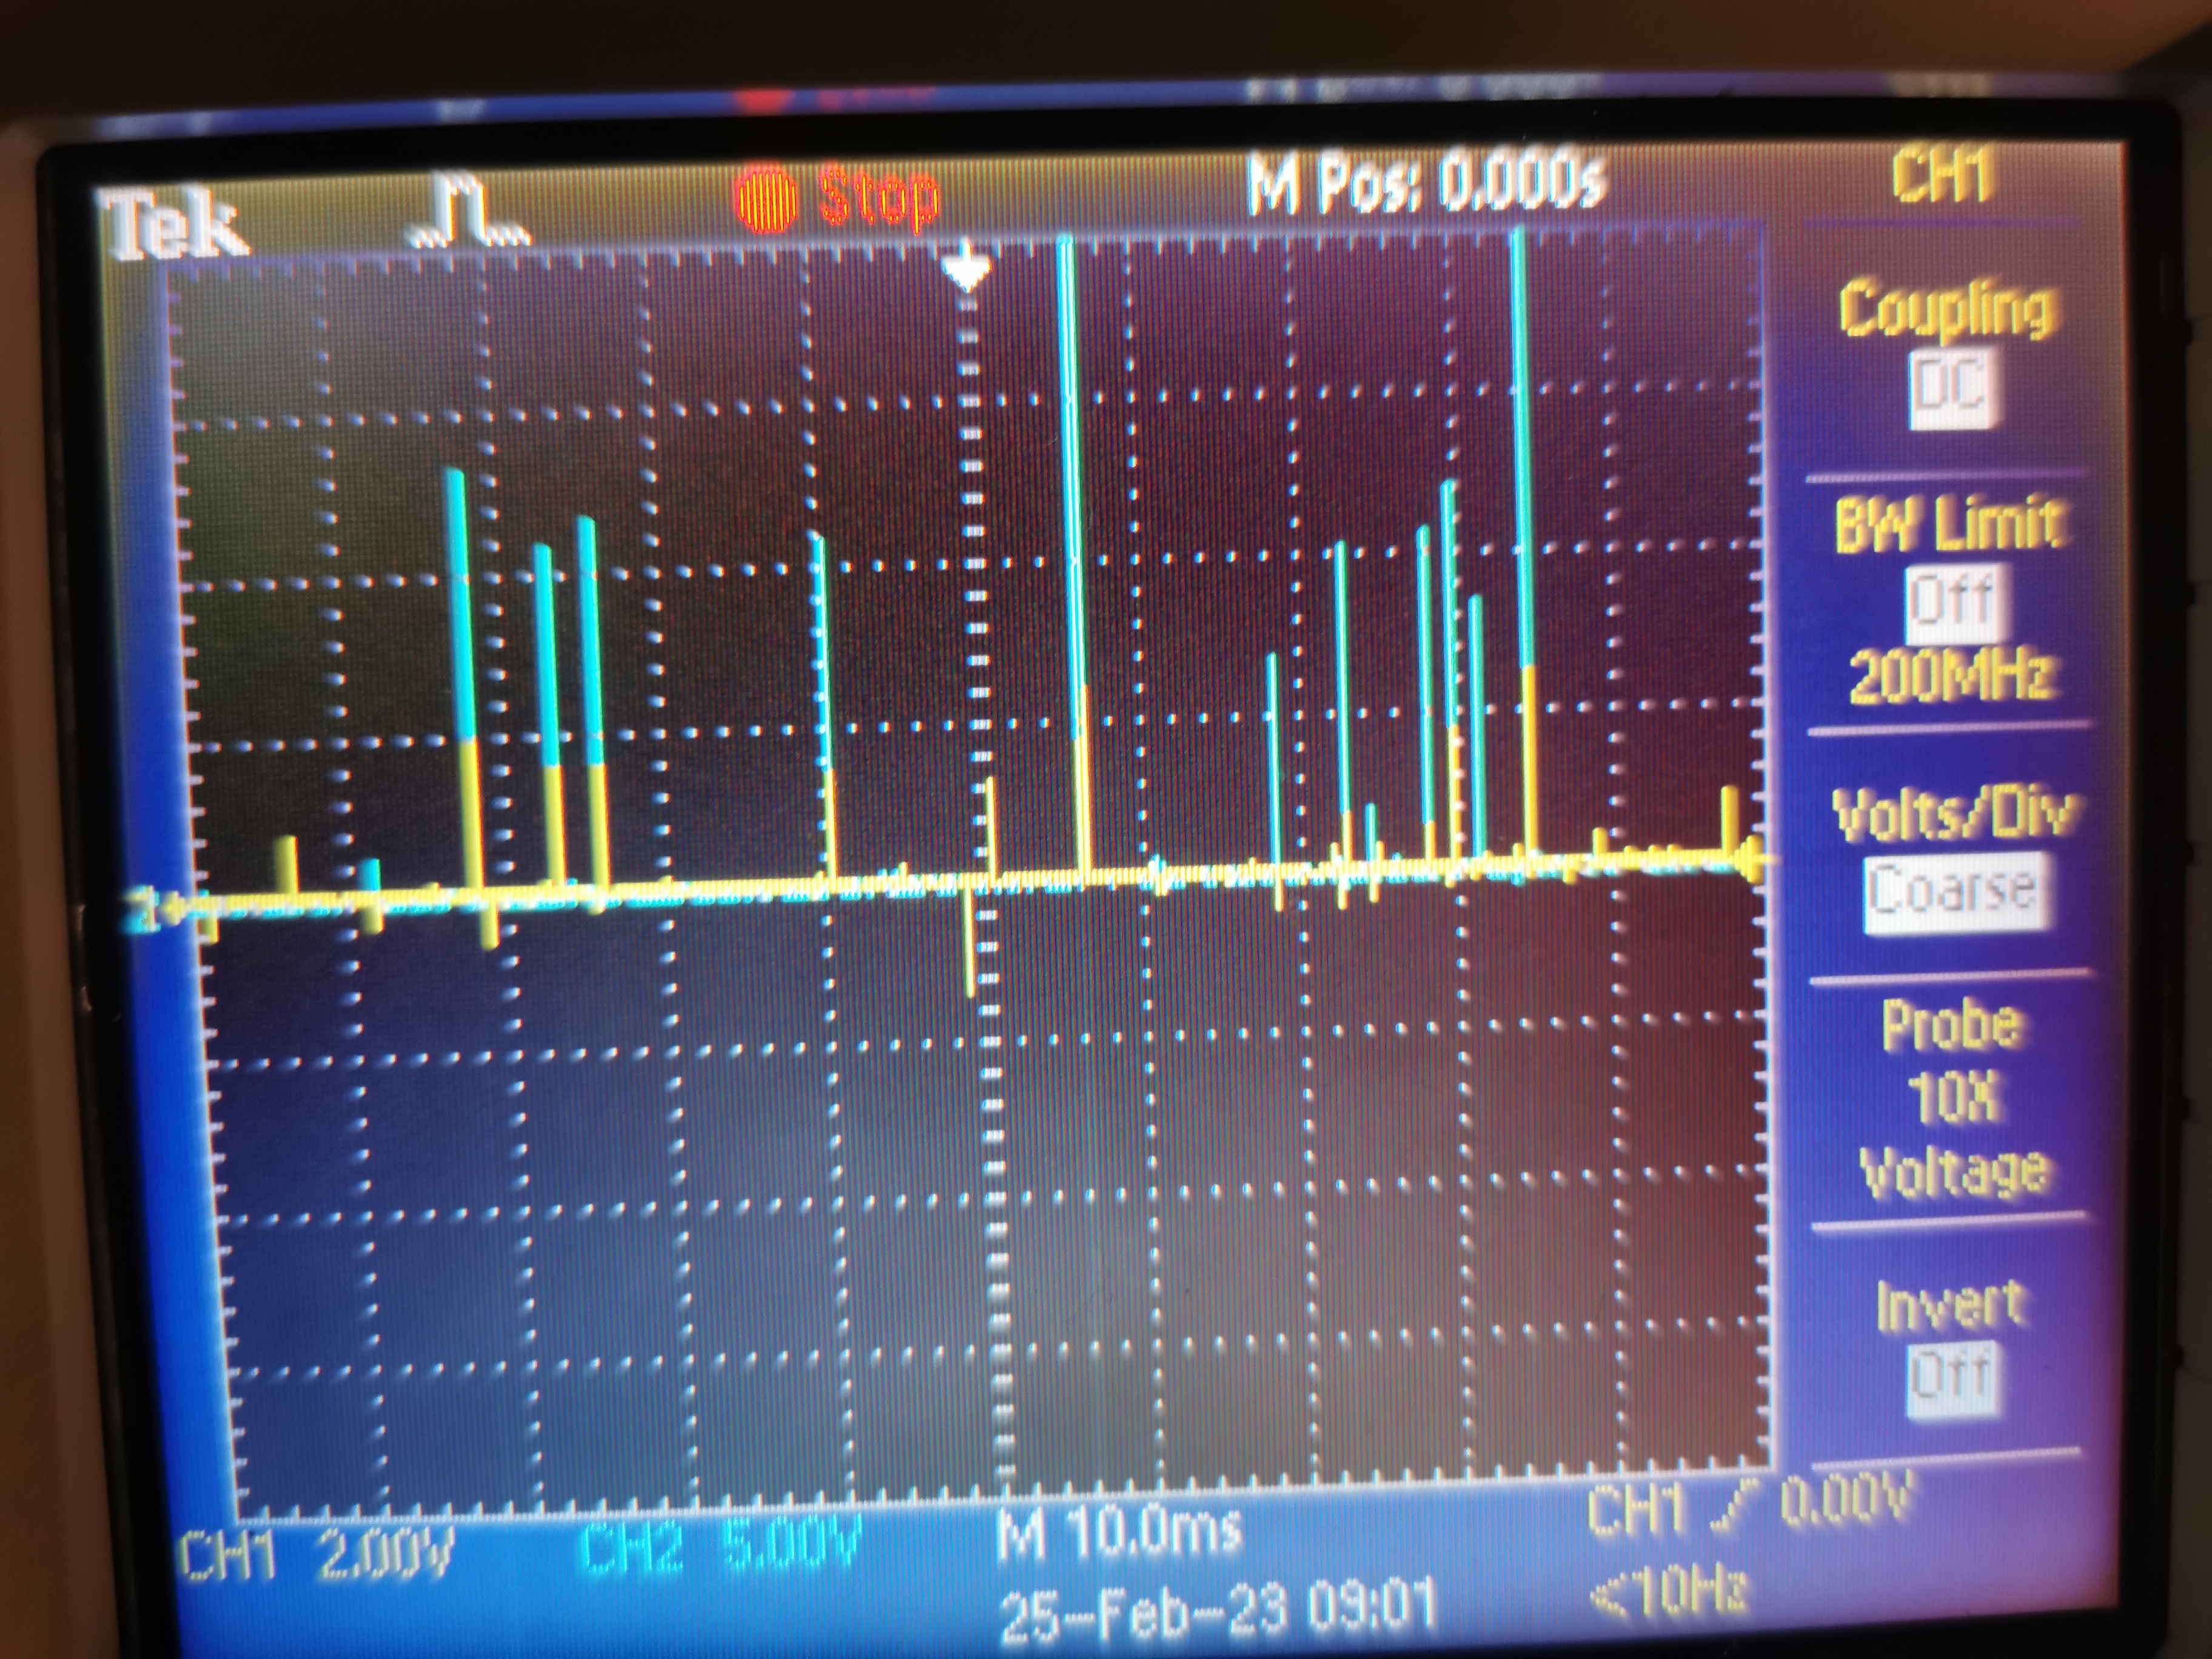 Tek Stop M Pos: 0.000s CH1
Coupling
DC
BW Limit
Off
200MHz
Volts/Div
Coarse
Probe
10X
Voltage
Invert
Off
CH1 2.00V CH2 5.00V M 10.0ms CH1 0.00V
25-Feb-23 09:01 <10Hz